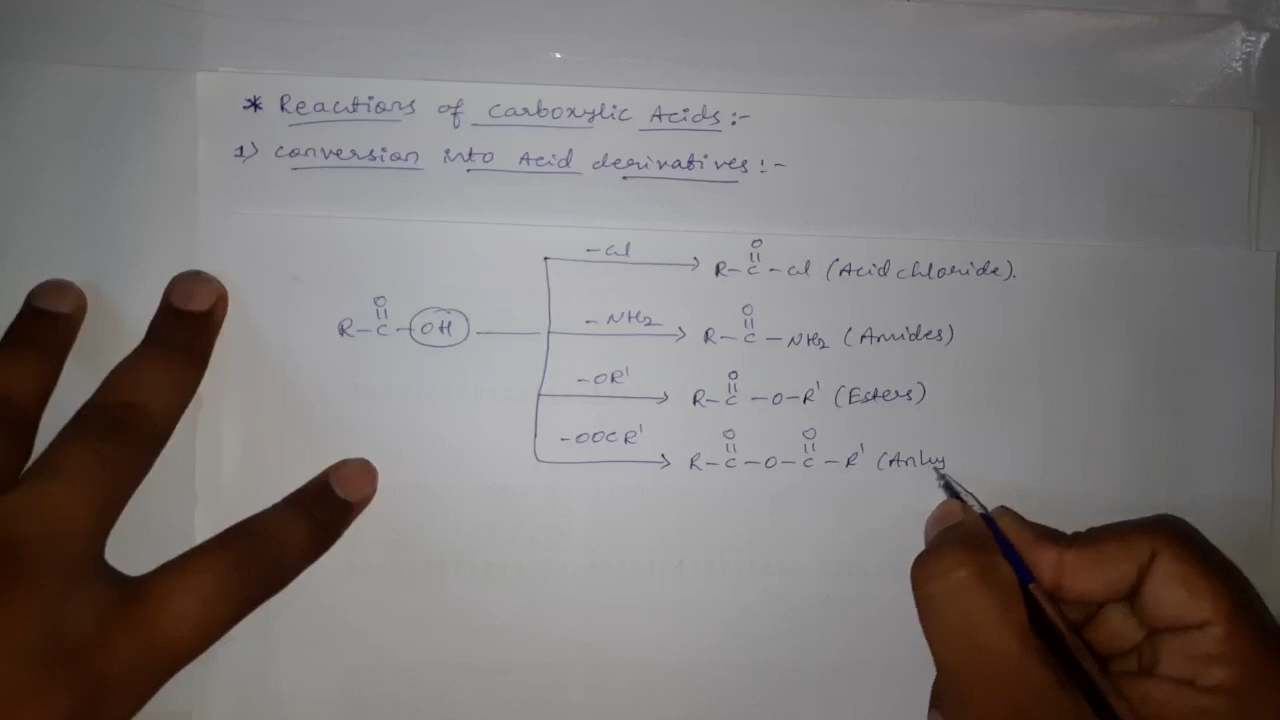 * Reactions of Carboxylic Acids:-
1) Conversion into Acid derivatives:-
-Cl
O
R-C-Cl (Acid chloride).
O
R-C-OH
-NH2
O
R-C-NH2 (Amides)
-OR'
O
R-C-O-R' (Esters)
-OOCR'
O O
R-C-O-C-R' (Anhy